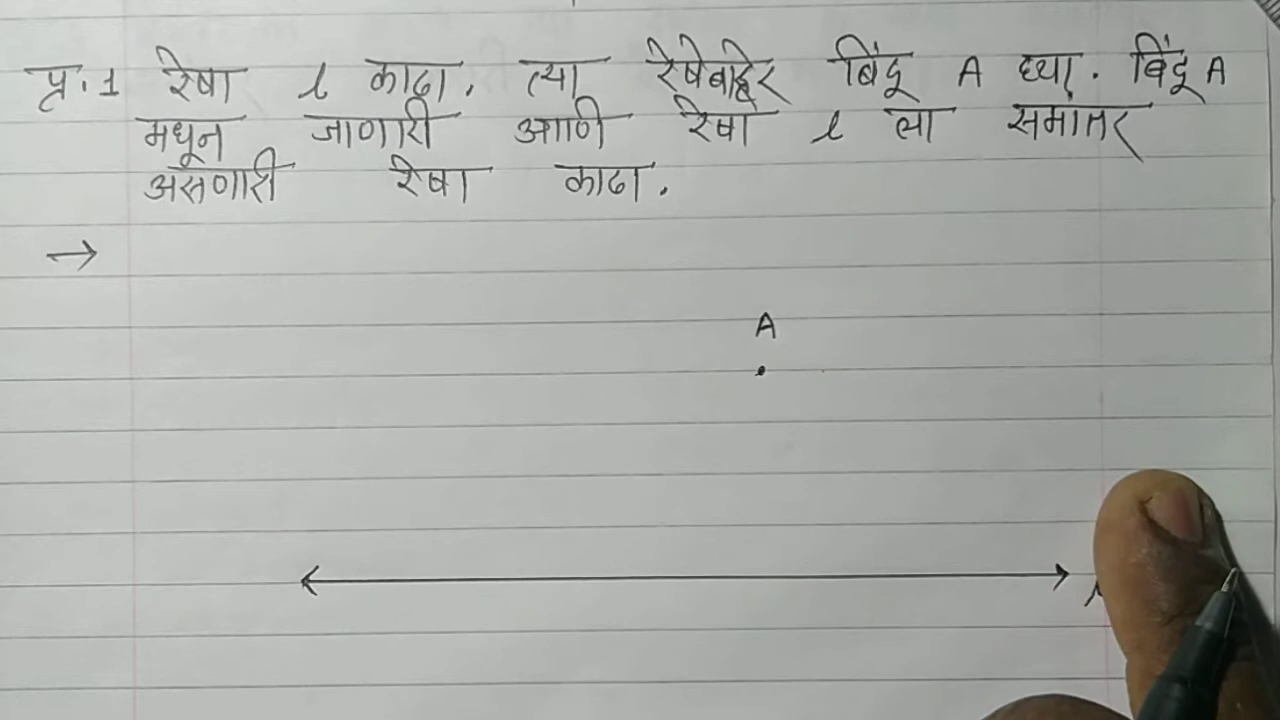 प्र.1 रेषा l काढा. त्या रेषेबाहेर बिंदू A घ्या. बिंदू A
मधून जाणारी आणि रेषा l ला समांतर
असणारी रेषा काढा.
→
A